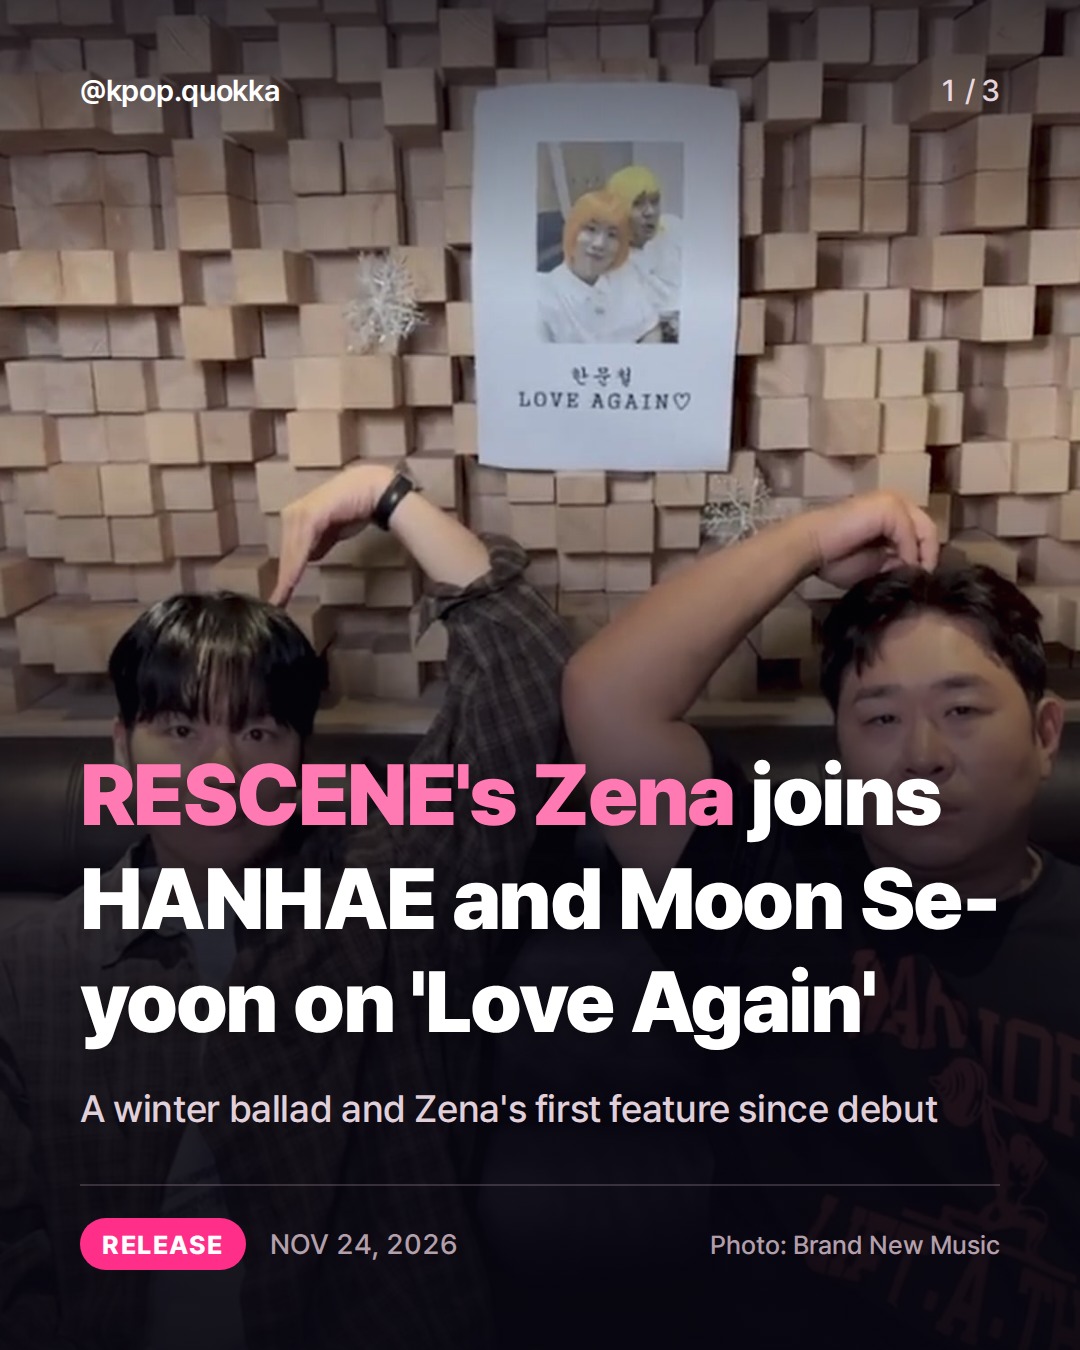 @kpop.quokka
1 / 3
한문철
LOVE AGAIN♡
RESCENE's Zena joins
HANHAE and Moon Se-
yoon on 'Love Again'
A winter ballad and Zena's first feature since debut
RELEASE
NOV 24, 2026
Photo: Brand New Music